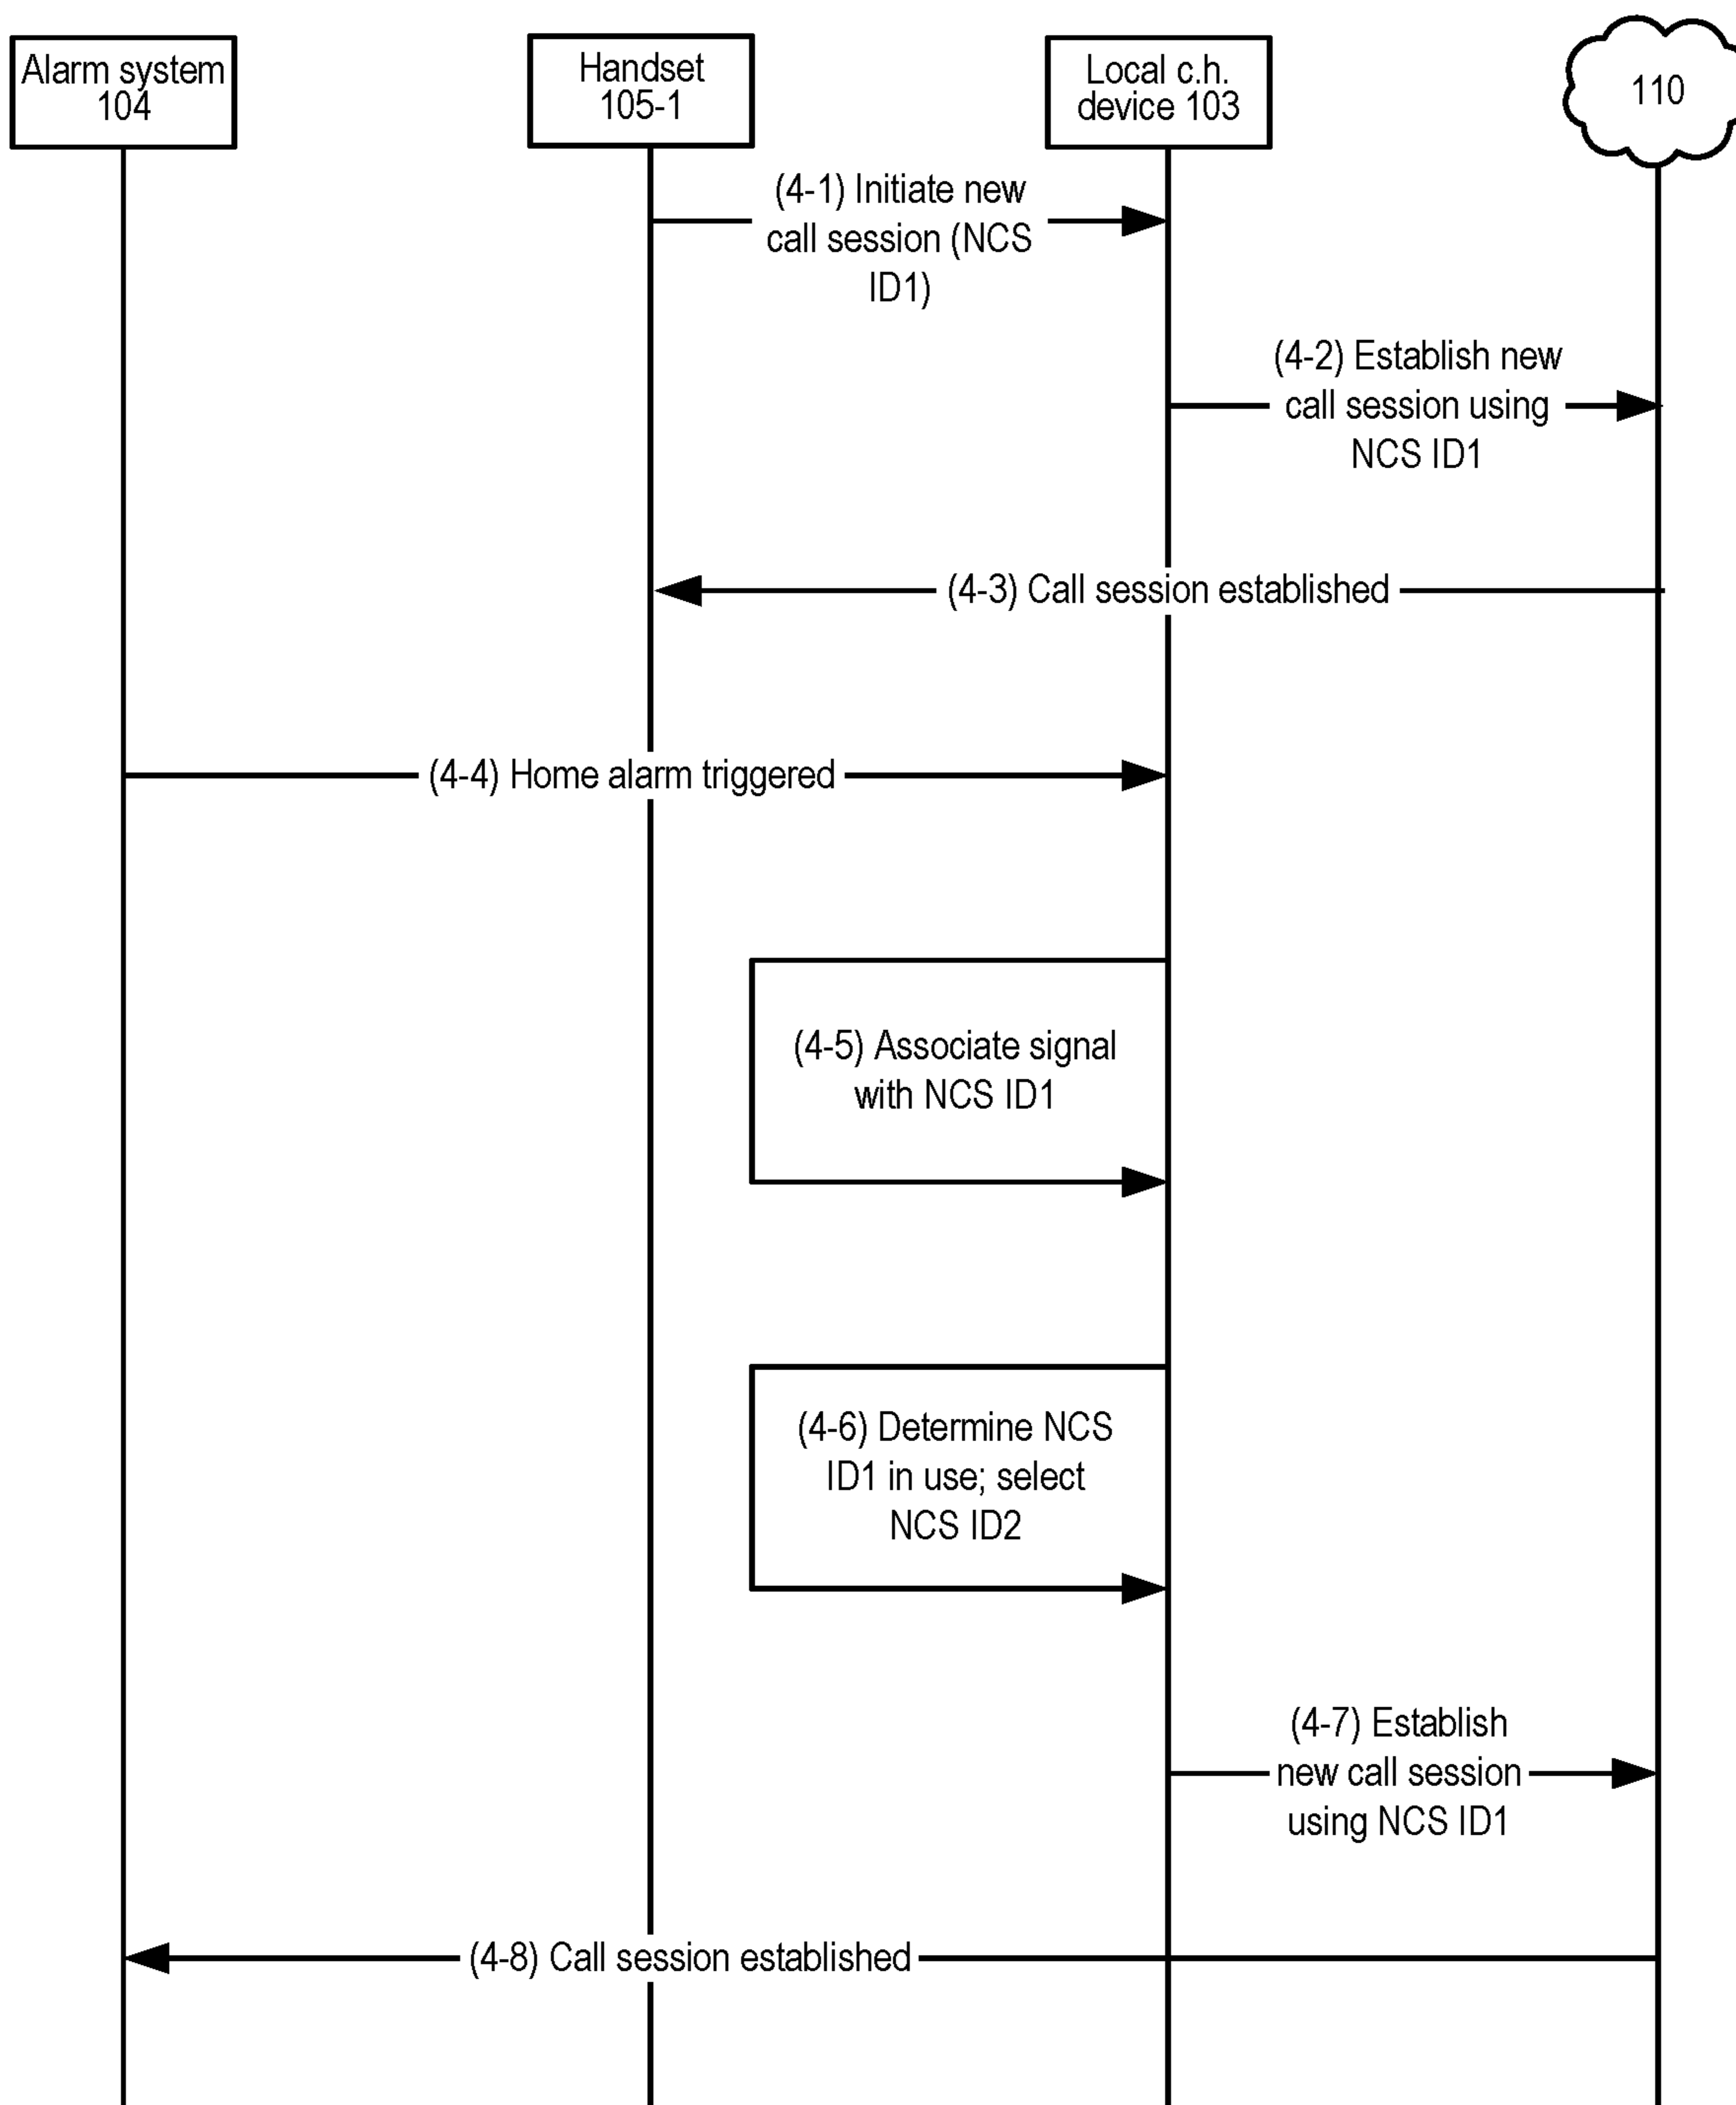 Alarm system
104
Handset
105-1
Local c.h.
device 103
110
(4-1) Initiate new
call session (NCS
ID1)
(4-2) Establish new
call session using
NCS ID1
(4-3) Call session established
(4-4) Home alarm triggered
(4-5) Associate signal
with NCS ID1
(4-6) Determine NCS
ID1 in use; select
NCS ID2
(4-7) Establish
new call session
using NCS ID1
(4-8) Call session established